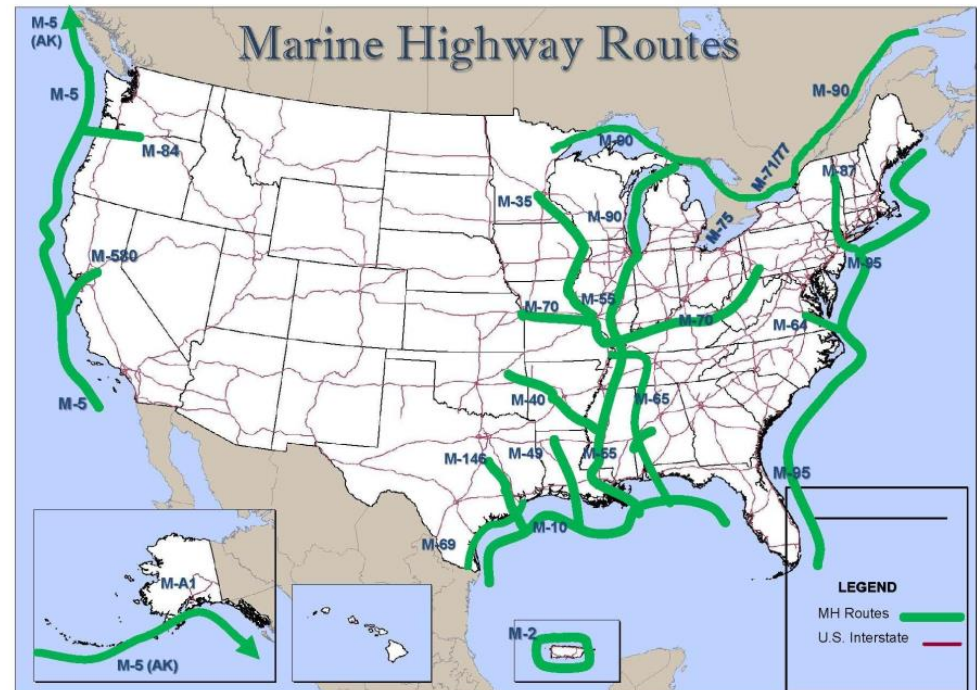 M-5
(AK)
Marine Highway Routes
M-5
M-90
M-84
M-90
M-71/77
M-87
M-35
M-90
M-75
M-580
M-95
M-55
M-70
M-70
M-64
M-5
M-40
M-65
M-146
M-49
M-55
M-95
M-10
M-69
M-A1
M-5 (AK)
M-2
LEGEND
MH Routes
U.S. Interstate